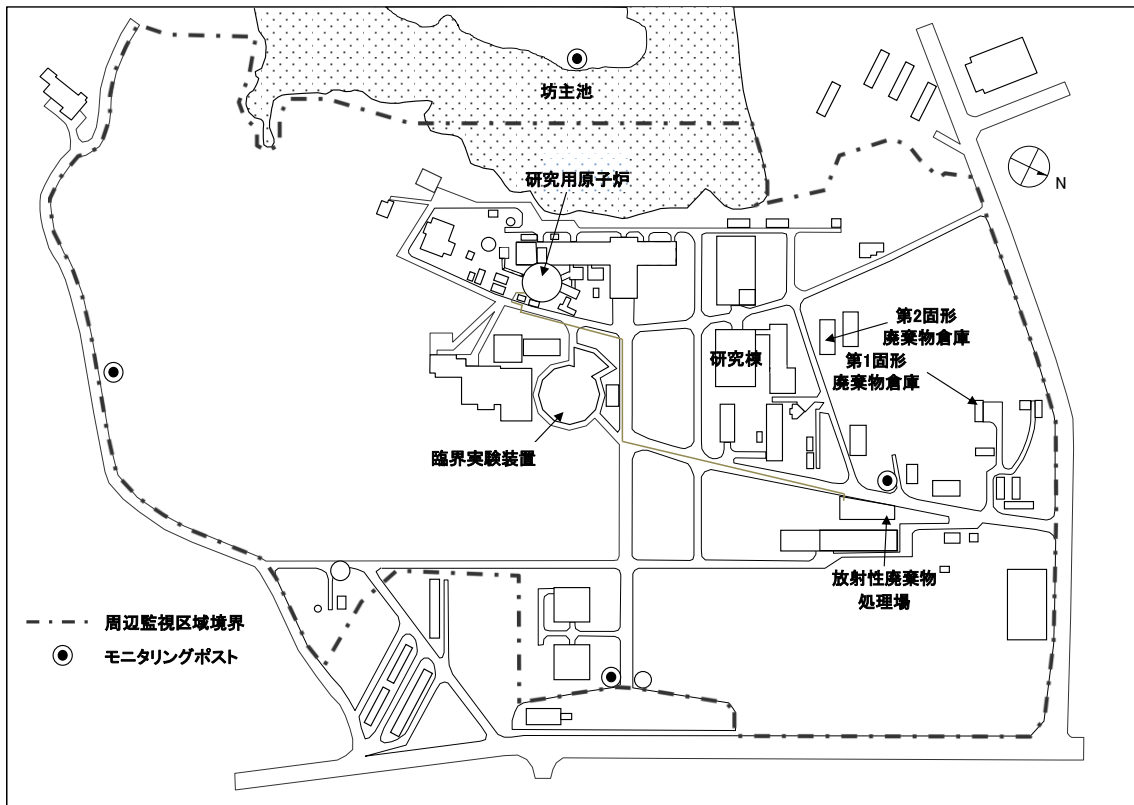 坊主池
N
研究用原子炉
第2固形
廃棄物倉庫
第1固形
廃棄物倉庫
研究棟
臨界実験装置
放射性廃棄物
処理場
周辺監視区域境界
モニタリングポスト